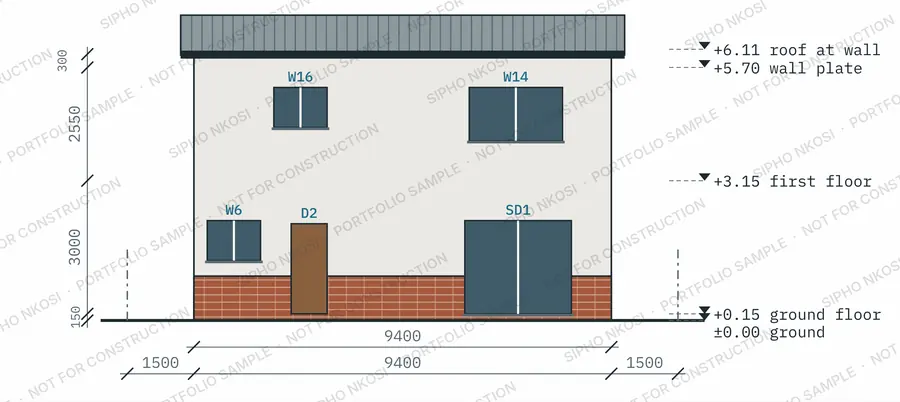 W16
W14
W6
D2
SD1
300
2550
3000
150
+6.11 roof at wall
+5.70 wall plate
+3.15 first floor
+0.15 ground floor
±0.00 ground
9400
1500
9400
1500
SIPHO NKOSI · PORTFOLIO SAMPLE · NOT FOR CONSTRUCTION